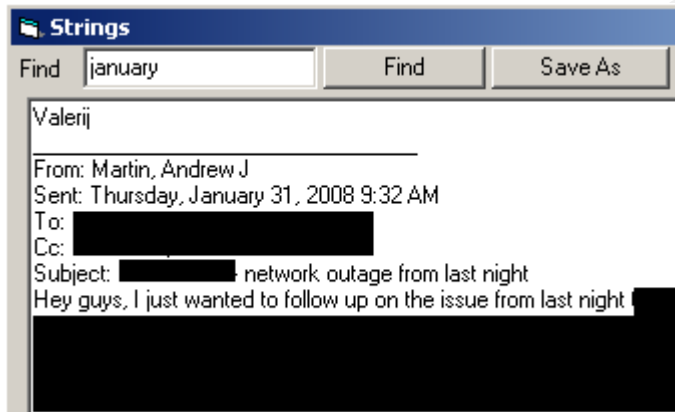 Strings
Find january Find Save As
Valerij
From: Martin, Andrew J
Sent: Thursday, January 31, 2008 9:32 AM
To:
Cc:
Subject: network outage from last night
Hey guys, I just wanted to follow up on the issue from last night